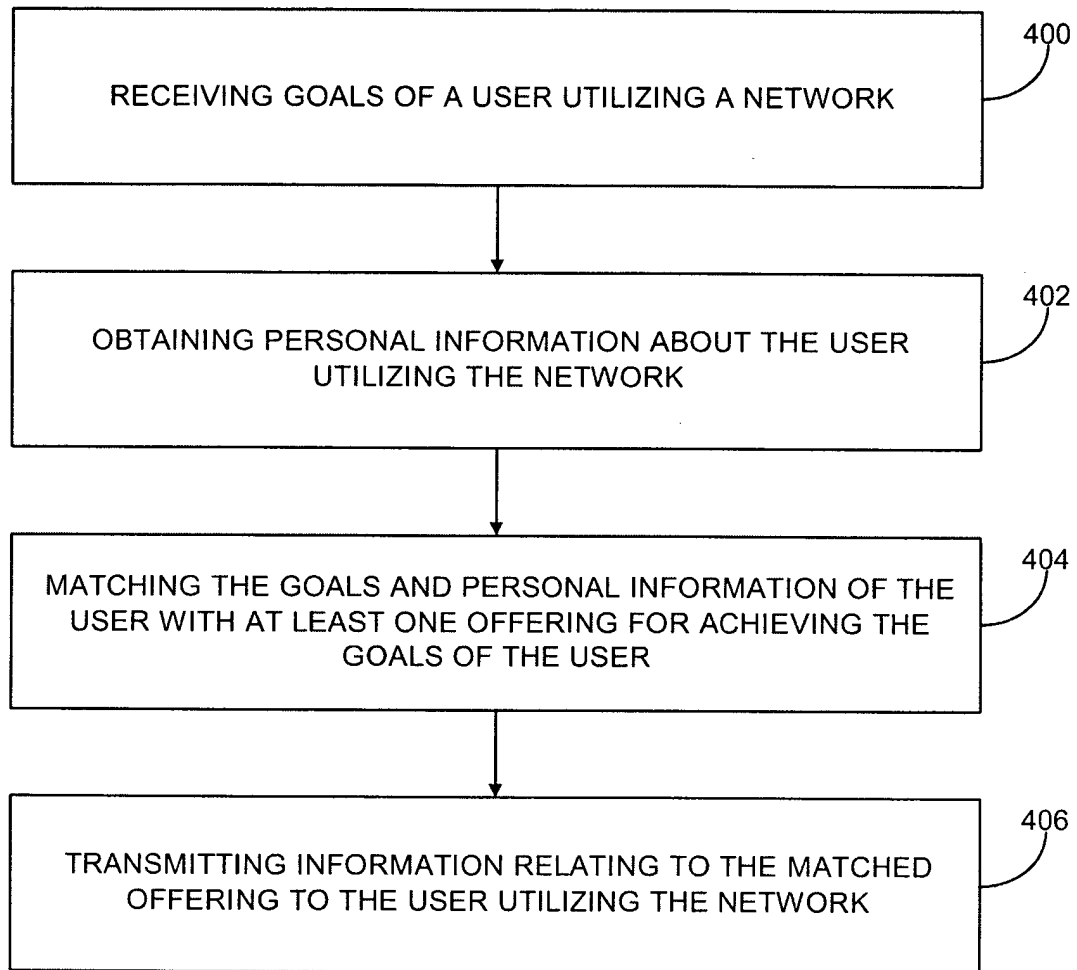 400
RECEIVING GOALS OF A USER UTILIZING A NETWORK
402
OBTAINING PERSONAL INFORMATION ABOUT THE USER
UTILIZING THE NETWORK
404
MATCHING THE GOALS AND PERSONAL INFORMATION OF THE
USER WITH AT LEAST ONE OFFERING FOR ACHIEVING THE
GOALS OF THE USER
406
TRANSMITTING INFORMATION RELATING TO THE MATCHED
OFFERING TO THE USER UTILIZING THE NETWORK